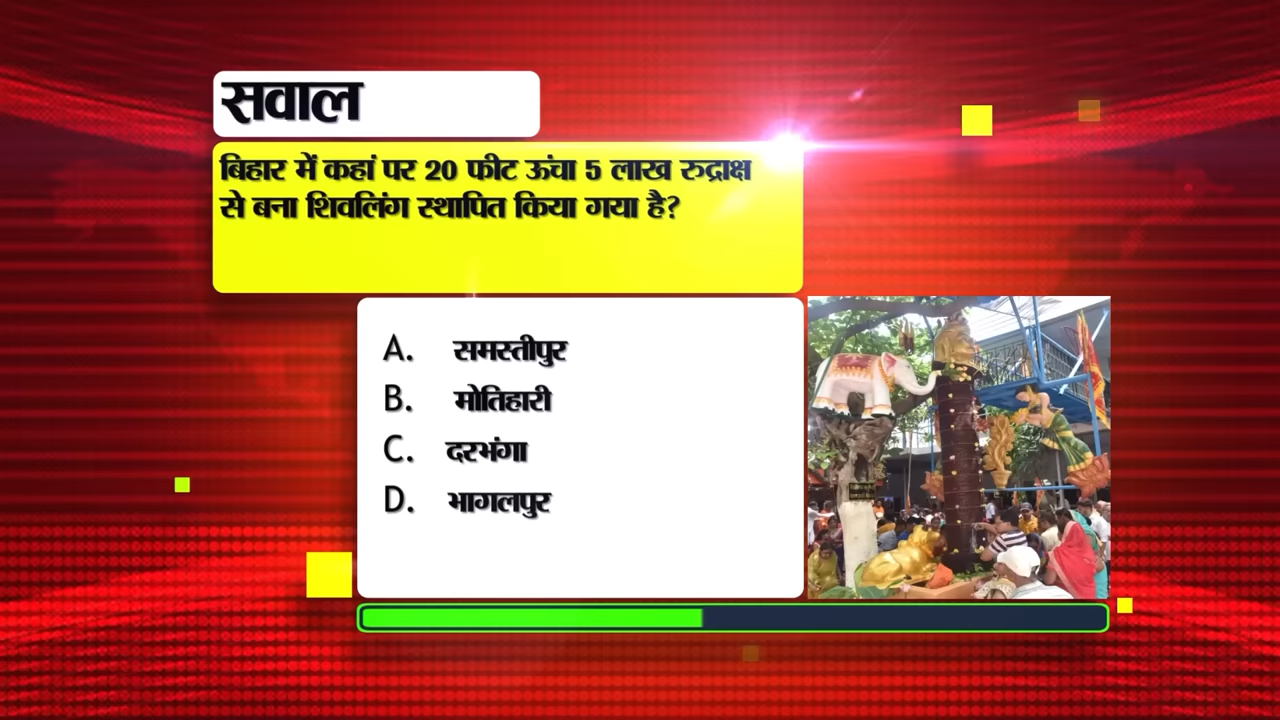 सवाल
बिहार में कहां पर 20 फीट ऊंचा 5 लाख रुद्राक्ष
से बना शिवलिंग स्थापित किया गया है?
A. समस्तीपुर
B. मोतिहारी
C. दरभंगा
D. भागलपुर